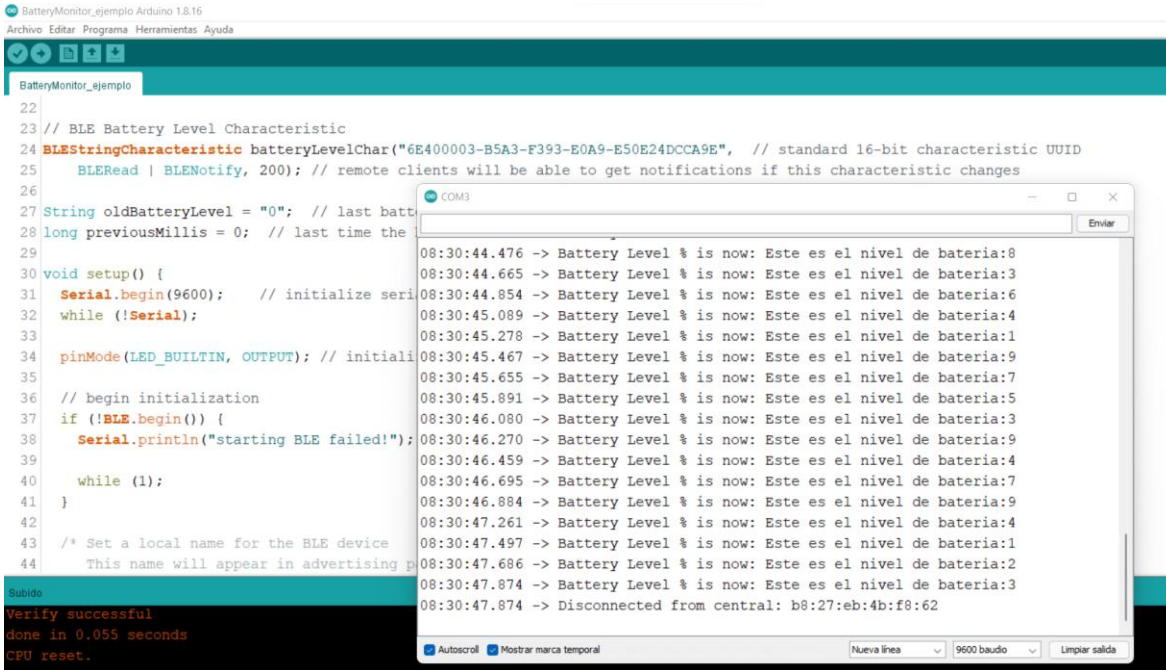 BatteryMonitor_ejemplo Arduino 1.8.16
Archivo Editar Programa Herramientas Ayuda
BatteryMonitor_ejemplo
22
23 // BLE Battery Level Characteristic
24 BLEStringCharacteristic batteryLevelChar("6E400003-B5A3-F393-E0A9-E50E24DCCA9E", // standard 16-bit characteristic UUID
25 BLERead | BLENotify, 200); // remote clients will be able to get notifications if this characteristic changes
26
27 String oldBatteryLevel = "0"; // last batt
28 long previousMillis = 0; // last time the
29
30 void setup() {
31 Serial.begin(9600); // initialize seri
32 while (!Serial);
33
34 pinMode(LED_BUILTIN, OUTPUT); // initiali
35
36 // begin initialization
37 if (!BLE.begin()) {
38 Serial.println("starting BLE failed!");
39
40 while (1);
41 }
42
43 /* Set a local name for the BLE device
44 This name will appear in advertising p
Subido
Verify successful
done in 0.055 seconds
CPU reset.
COM3
Enviar
08:30:44.476 -> Battery Level % is now: Este es el nivel de bateria:8
08:30:44.665 -> Battery Level % is now: Este es el nivel de bateria:3
08:30:44.854 -> Battery Level % is now: Este es el nivel de bateria:6
08:30:45.089 -> Battery Level % is now: Este es el nivel de bateria:4
08:30:45.278 -> Battery Level % is now: Este es el nivel de bateria:1
08:30:45.467 -> Battery Level % is now: Este es el nivel de bateria:9
08:30:45.655 -> Battery Level % is now: Este es el nivel de bateria:7
08:30:45.891 -> Battery Level % is now: Este es el nivel de bateria:5
08:30:46.080 -> Battery Level % is now: Este es el nivel de bateria:3
08:30:46.270 -> Battery Level % is now: Este es el nivel de bateria:9
08:30:46.459 -> Battery Level % is now: Este es el nivel de bateria:4
08:30:46.695 -> Battery Level % is now: Este es el nivel de bateria:7
08:30:46.884 -> Battery Level % is now: Este es el nivel de bateria:9
08:30:47.261 -> Battery Level % is now: Este es el nivel de bateria:4
08:30:47.497 -> Battery Level % is now: Este es el nivel de bateria:1
08:30:47.686 -> Battery Level % is now: Este es el nivel de bateria:2
08:30:47.874 -> Battery Level % is now: Este es el nivel de bateria:3
08:30:47.874 -> Disconnected from central: b8:27:eb:4b:f8:62
Autoscroll Mostrar marca temporal Nueva línea 9600 baudio Limpiar salida